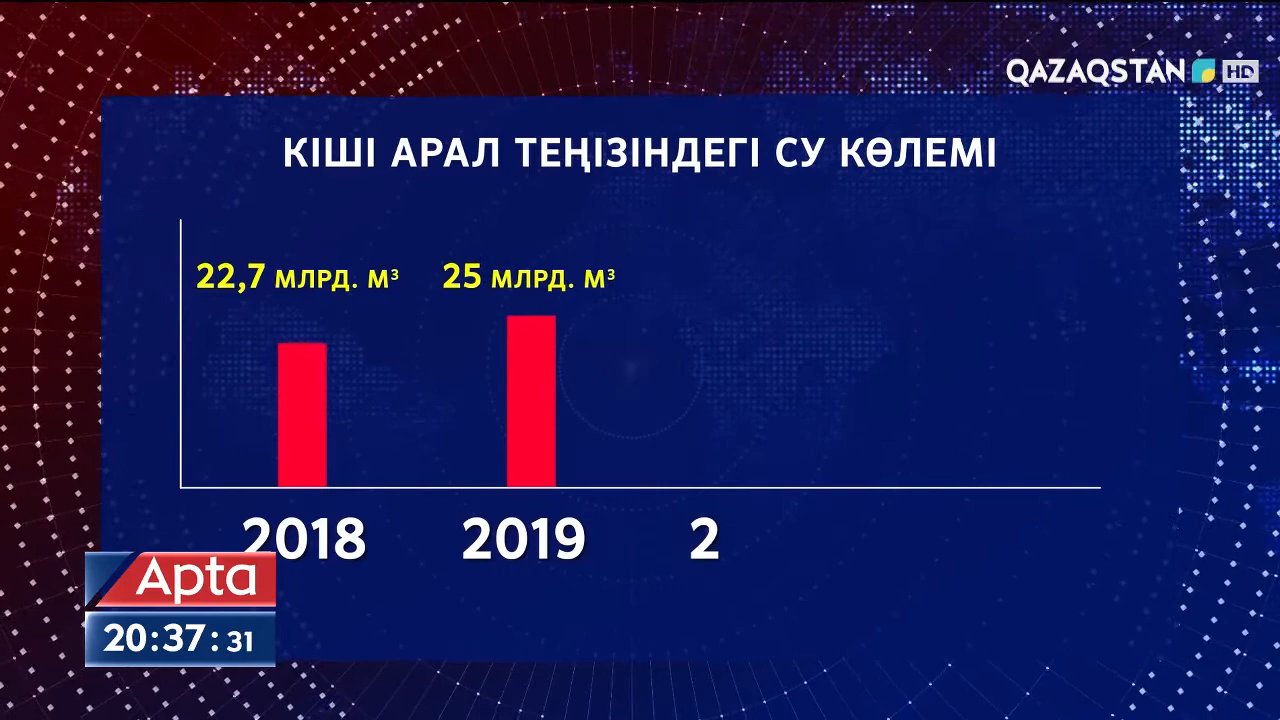 QAZAQSTAN HD
КІШІ АРАЛ ТЕҢІЗІНДЕГІ СУ КӨЛЕМІ
22,7 МЛРД. М³ 25 МЛРД. М³
2018 2019 2
Apta
20:37:31